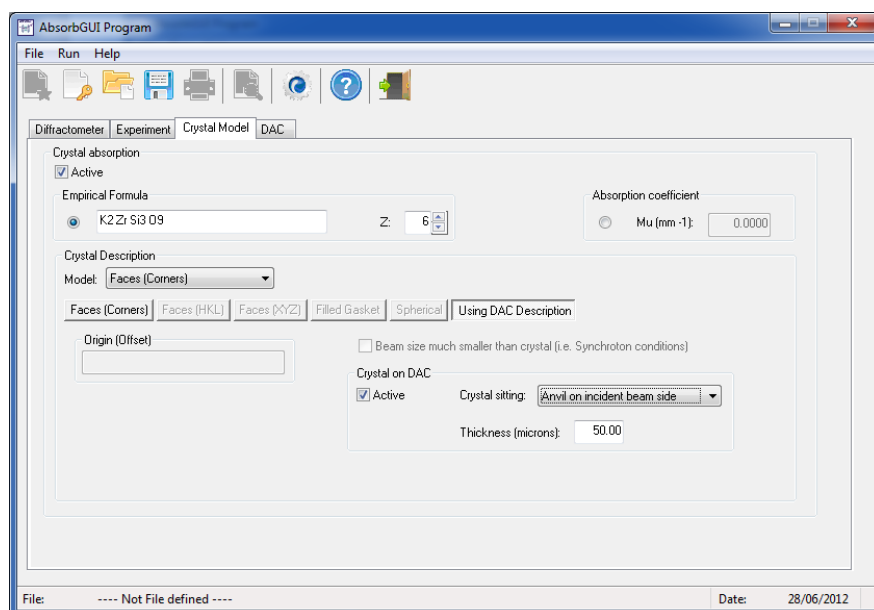 AbsorbGUI Program
File Run Help
Diffractometer Experiment Crystal Model DAC
Crystal absorption
Active
Empirical Formula
K2 Zr Si3 O9 Z: 6
Absorption coefficient
Mu (mm -1): 0.0000
Crystal Description
Model: Faces (Corners)
Faces (Corners) Faces (HKL) Faces (XYZ) Filled Gasket Spherical Using DAC Description
Origin (Offset)
Beam size much smaller than crystal (i.e. Synchroton conditions)
Crystal on DAC
Active Crystal sitting: Anvil on incident beam side
Thickness (microns): 50.00
File: ---- Not File defined ---- Date: 28/06/2012